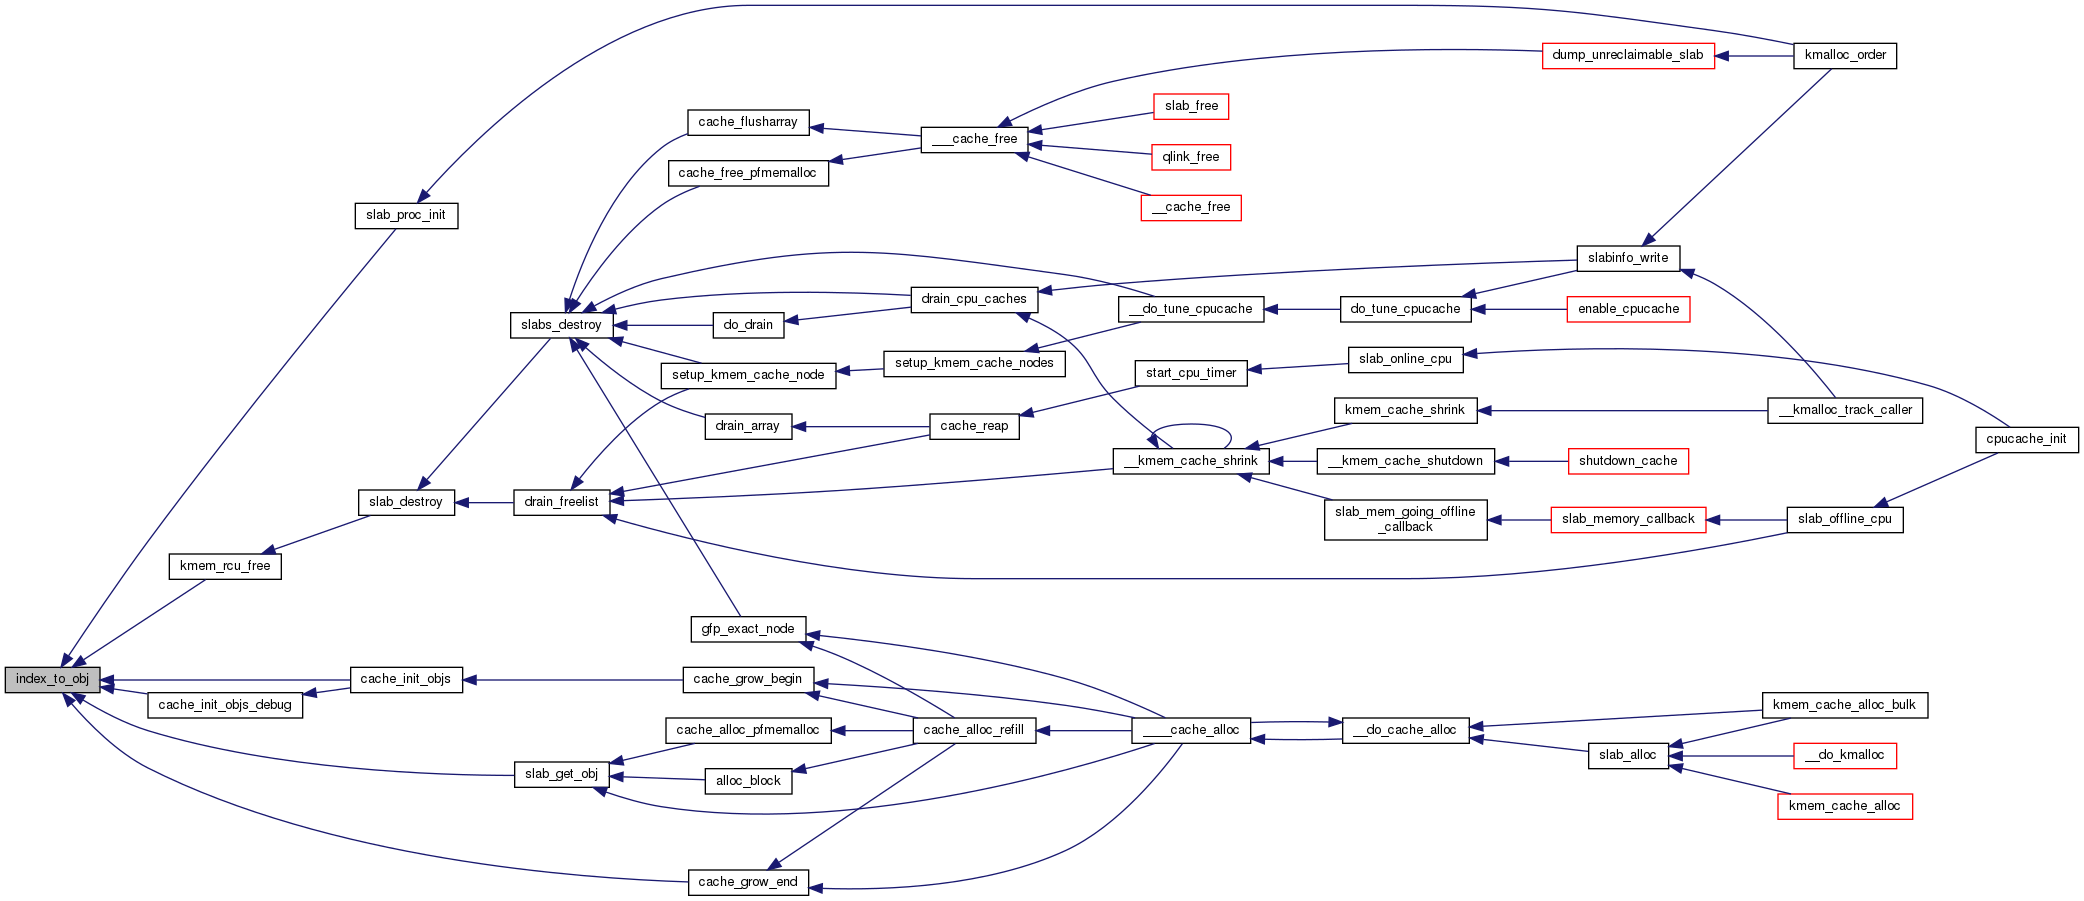 dump_unreclaimable_slab
kmalloc_order
slab_free
cache_flusharray
___cache_free
qlink_free
cache_free_pfmemalloc
__cache_free
slab_proc_init
slabinfo_write
drain_cpu_caches
__do_tune_cpucache
do_tune_cpucache
enable_cpucache
slabs_destroy
do_drain
setup_kmem_cache_nodes
slab_online_cpu
setup_kmem_cache_node
start_cpu_timer
kmem_cache_shrink
__kmalloc_track_caller
drain_array
cache_reap
cpucache_init
__kmem_cache_shrink
__kmem_cache_shutdown
shutdown_cache
slab_destroy
drain_freelist
slab_mem_going_offline
_callback
slab_memory_callback
slab_offline_cpu
kmem_rcu_free
gfp_exact_node
index_to_obj
cache_init_objs
cache_grow_begin
cache_init_objs_debug
kmem_cache_alloc_bulk
cache_alloc_pfmemalloc
cache_alloc_refill
____cache_alloc
__do_cache_alloc
slab_alloc
__do_kmalloc
slab_get_obj
alloc_block
kmem_cache_alloc
cache_grow_end